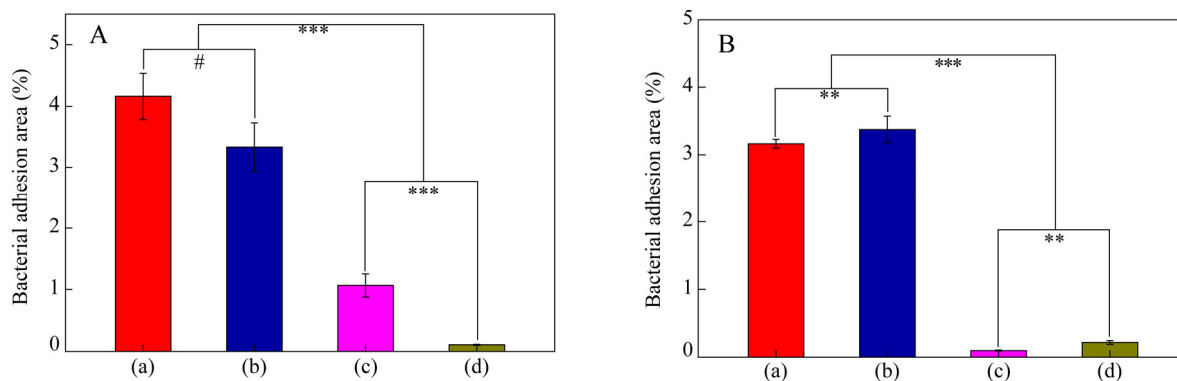 A
Bacterial adhesion area (%)
5
4
3
2
1
0
***
#
***
(a)
(b)
(c)
(d)
B
Bacterial adhesion area (%)
5
4
3
2
1
0
***
**
**
(a)
(b)
(c)
(d)